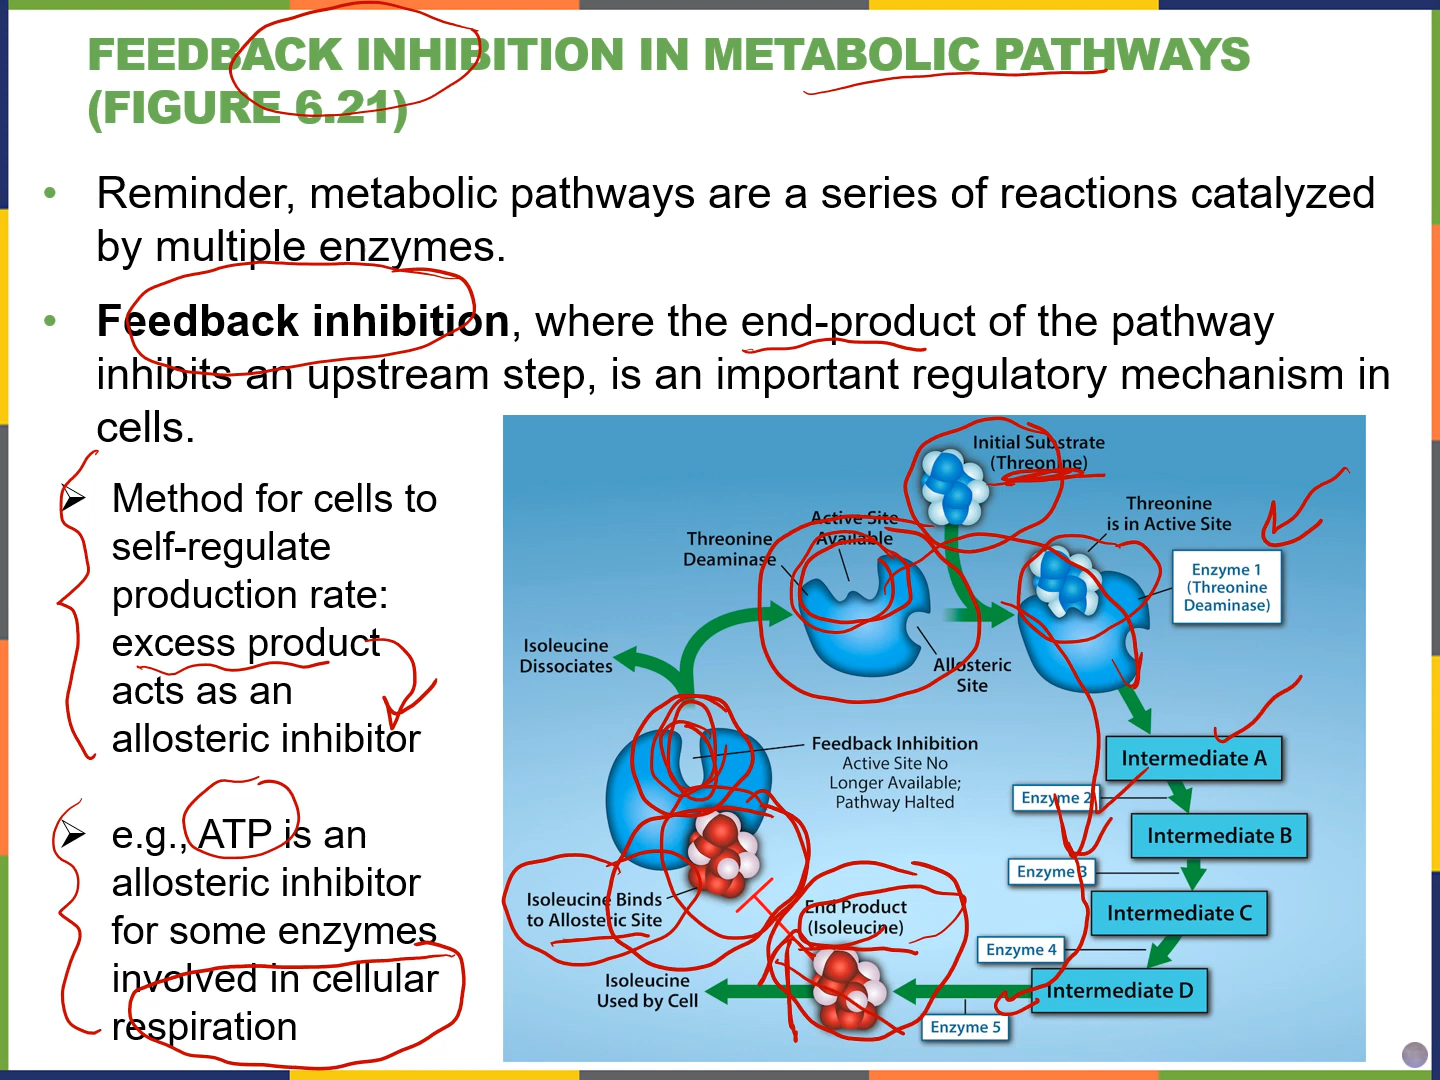 FEEDBACK INHIBITION IN METABOLIC PATHWAYS
(FIGURE 6.21)
• Reminder, metabolic pathways are a series of reactions catalyzed
by multiple enzymes.
• Feedback inhibition, where the end-product of the pathway
inhibits an upstream step, is an important regulatory mechanism in
cells.
➢ Method for cells to
self-regulate
production rate:
excess product
acts as an
allosteric inhibitor
➢ e.g., ATP is an
allosteric inhibitor
for some enzymes
involved in cellular
respiration
Initial Substrate
(Threonine)
Threonine
is in Active Site
Active Site
Available
Threonine
Deaminase
Enzyme 1
(Threonine
Deaminase)
Isoleucine
Dissociates
Allosteric
Site
Feedback Inhibition
Active Site No
Longer Available;
Pathway Halted
Intermediate A
Enzyme 2
Intermediate B
Enzyme 3
Isoleucine Binds
to Allosteric Site
End Product
(Isoleucine)
Intermediate C
Enzyme 4
Isoleucine
Used by Cell
Intermediate D
Enzyme 5